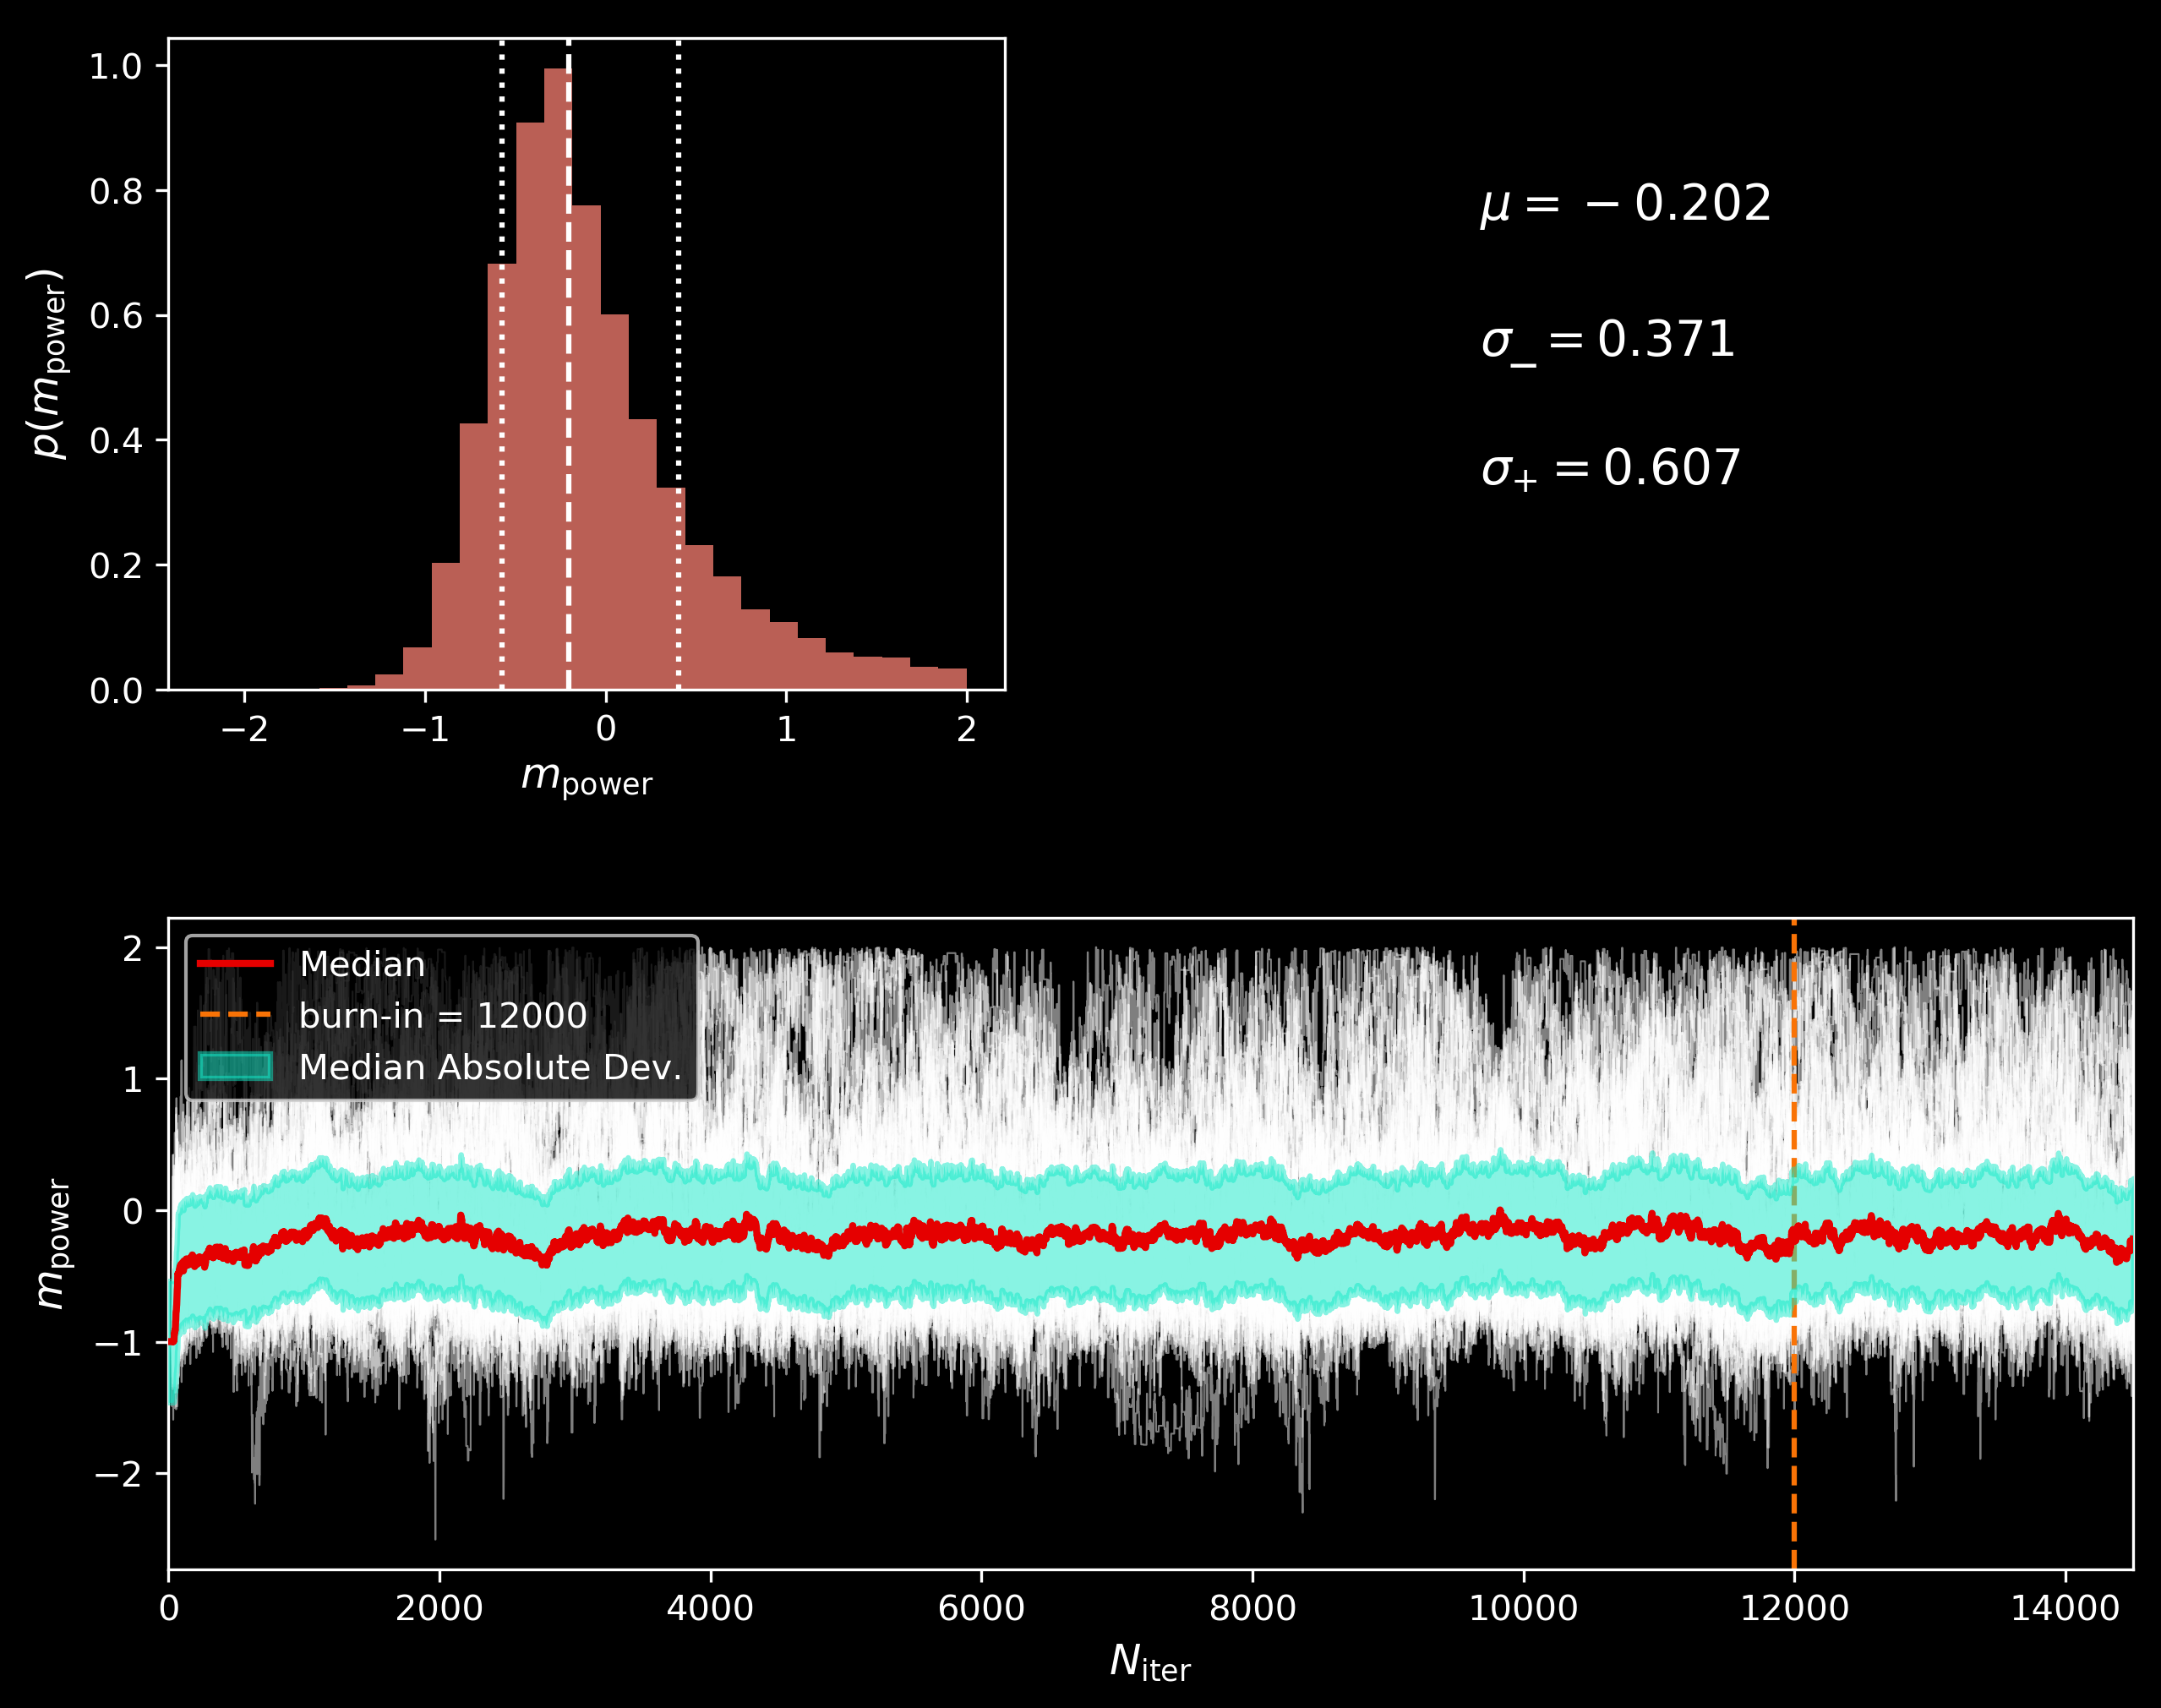 1.0
0.8
0.6
0.4
0.2
0.0
p(m_power)
−2 −1 0 1 2
m_power
μ = −0.202
σ_− = 0.371
σ_+ = 0.607
2
1
0
−1
−2
m_power
Median
burn-in = 12000
Median Absolute Dev.
0 2000 4000 6000 8000 10000 12000 14000
N_iter